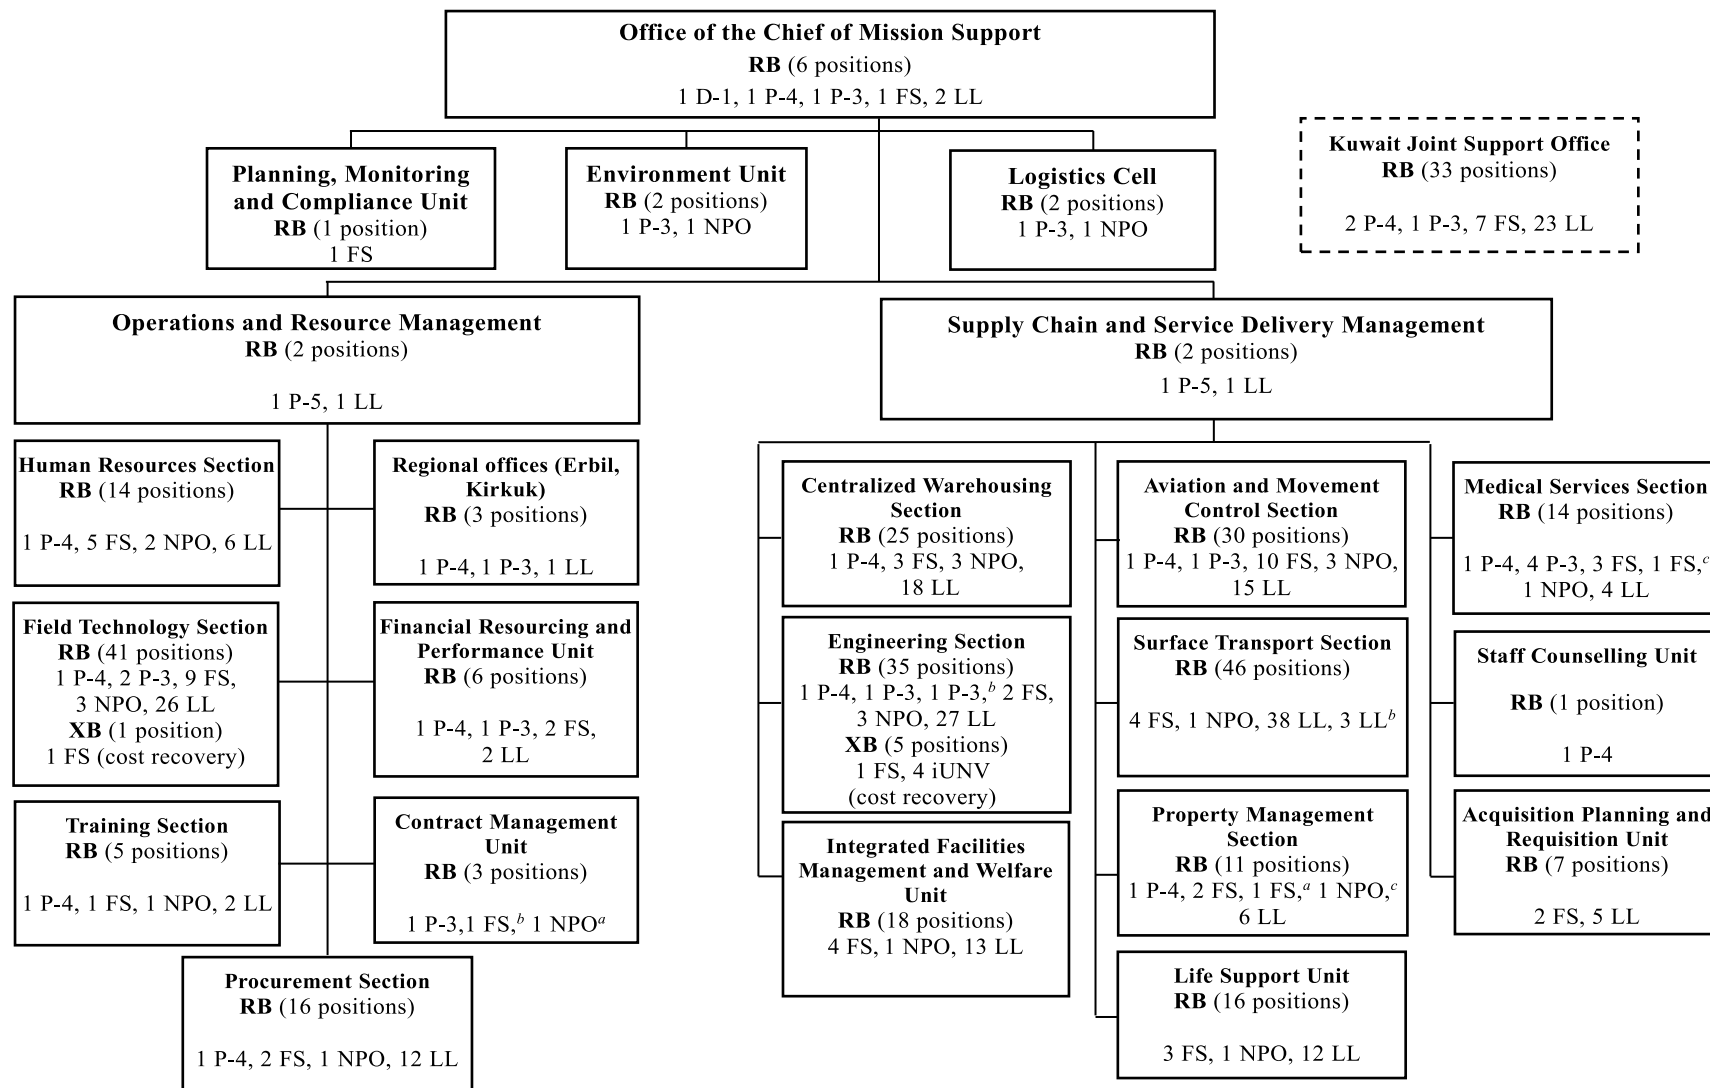 Office of the Chief of Mission Support
RB (6 positions)
1 D-1, 1 P-4, 1 P-3, 1 FS, 2 LL
Kuwait Joint Support Office
RB (33 positions)
2 P-4, 1 P-3, 7 FS, 23 LL
Planning, Monitoring
and Compliance Unit
RB (1 position)
1 FS
Environment Unit
RB (2 positions)
1 P-3, 1 NPO
Logistics Cell
RB (2 positions)
1 P-3, 1 NPO
Operations and Resource Management
RB (2 positions)
1 P-5, 1 LL
Supply Chain and Service Delivery Management
RB (2 positions)
1 P-5, 1 LL
Human Resources Section
RB (14 positions)
1 P-4, 5 FS, 2 NPO, 6 LL
Regional offices (Erbil,
Kirkuk)
RB (3 positions)
1 P-4, 1 P-3, 1 LL
Field Technology Section
RB (41 positions)
1 P-4, 2 P-3, 9 FS,
3 NPO, 26 LL
XB (1 position)
1 FS (cost recovery)
Financial Resourcing and
Performance Unit
RB (6 positions)
1 P-4, 1 P-3, 2 FS,
2 LL
Training Section
RB (5 positions)
1 P-4, 1 FS, 1 NPO, 2 LL
Contract Management
Unit
RB (3 positions)
1 P-3,1 FS,b 1 NPOa
Procurement Section
RB (16 positions)
1 P-4, 2 FS, 1 NPO, 12 LL
Centralized Warehousing
Section
RB (25 positions)
1 P-4, 3 FS, 3 NPO,
18 LL
Engineering Section
RB (35 positions)
1 P-4, 1 P-3, 1 P-3,b 2 FS,
3 NPO, 27 LL
XB (5 positions)
1 FS, 4 iUNV
(cost recovery)
Integrated Facilities
Management and Welfare
Unit
RB (18 positions)
4 FS, 1 NPO, 13 LL
Aviation and Movement
Control Section
RB (30 positions)
1 P-4, 1 P-3, 10 FS, 3 NPO,
15 LL
Surface Transport Section
RB (46 positions)
4 FS, 1 NPO, 38 LL, 3 LLb
Property Management
Section
RB (11 positions)
1 P-4, 2 FS, 1 FS,a 1 NPO,c
6 LL
Life Support Unit
RB (16 positions)
3 FS, 1 NPO, 12 LL
Medical Services Section
RB (14 positions)
1 P-4, 4 P-3, 3 FS, 1 FS,c
1 NPO, 4 LL
Staff Counselling Unit
RB (1 position)
1 P-4
Acquisition Planning and
Requisition Unit
RB (7 positions)
2 FS, 5 LL